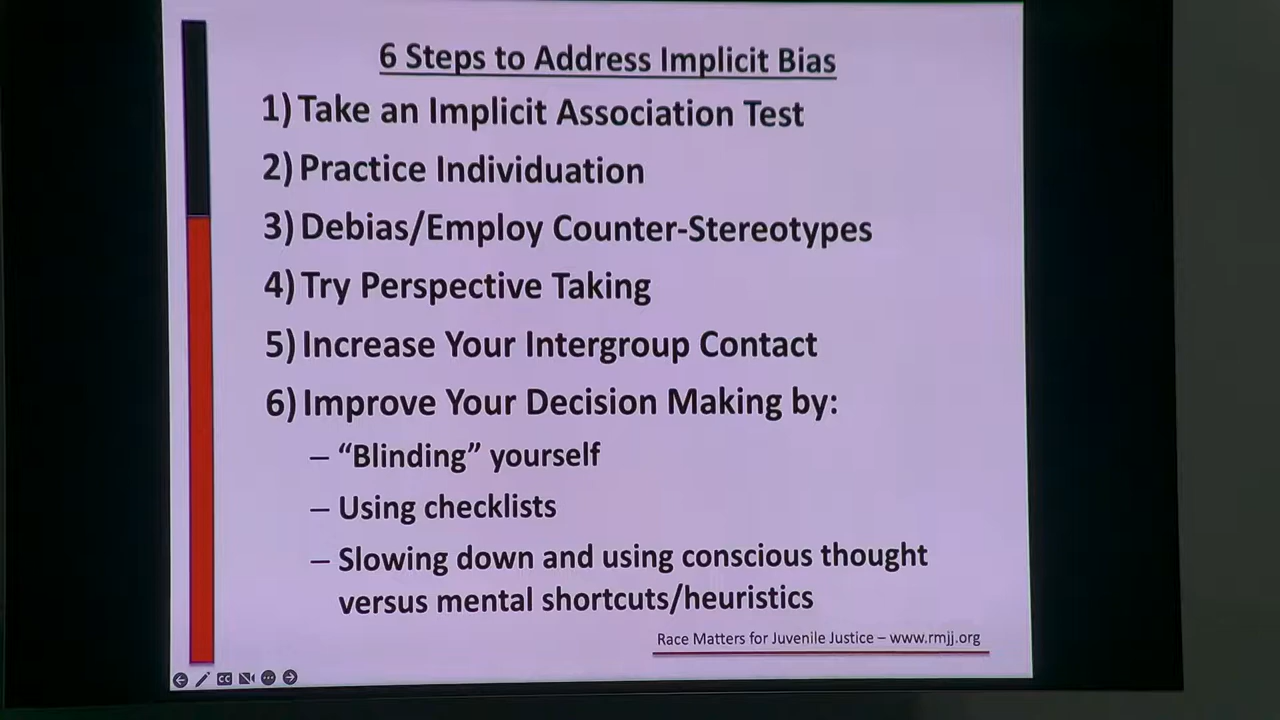 6 Steps to Address Implicit Bias
1) Take an Implicit Association Test
2) Practice Individuation
3) Debias/Employ Counter-Stereotypes
4) Try Perspective Taking
5) Increase Your Intergroup Contact
6) Improve Your Decision Making by:
– “Blinding” yourself
– Using checklists
– Slowing down and using conscious thought
versus mental shortcuts/heuristics
Race Matters for Juvenile Justice – www.rmjj.org
CC